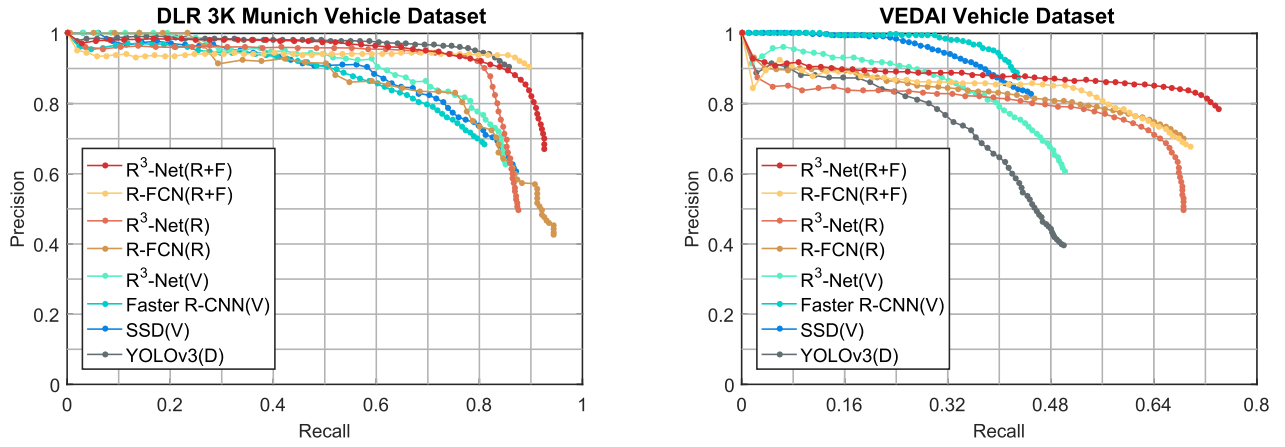 DLR 3K Munich Vehicle Dataset
Precision
1
0.8
0.6
0.4
0.2
0
R³-Net(R+F)
R-FCN(R+F)
R³-Net(R)
R-FCN(R)
R³-Net(V)
Faster R-CNN(V)
SSD(V)
YOLOv3(D)
0 0.2 0.4 0.6 0.8 1
Recall
VEDAI Vehicle Dataset
Precision
1
0.8
0.6
0.4
0.2
0
R³-Net(R+F)
R-FCN(R+F)
R³-Net(R)
R-FCN(R)
R³-Net(V)
Faster R-CNN(V)
SSD(V)
YOLOv3(D)
0 0.16 0.32 0.48 0.64 0.8
Recall